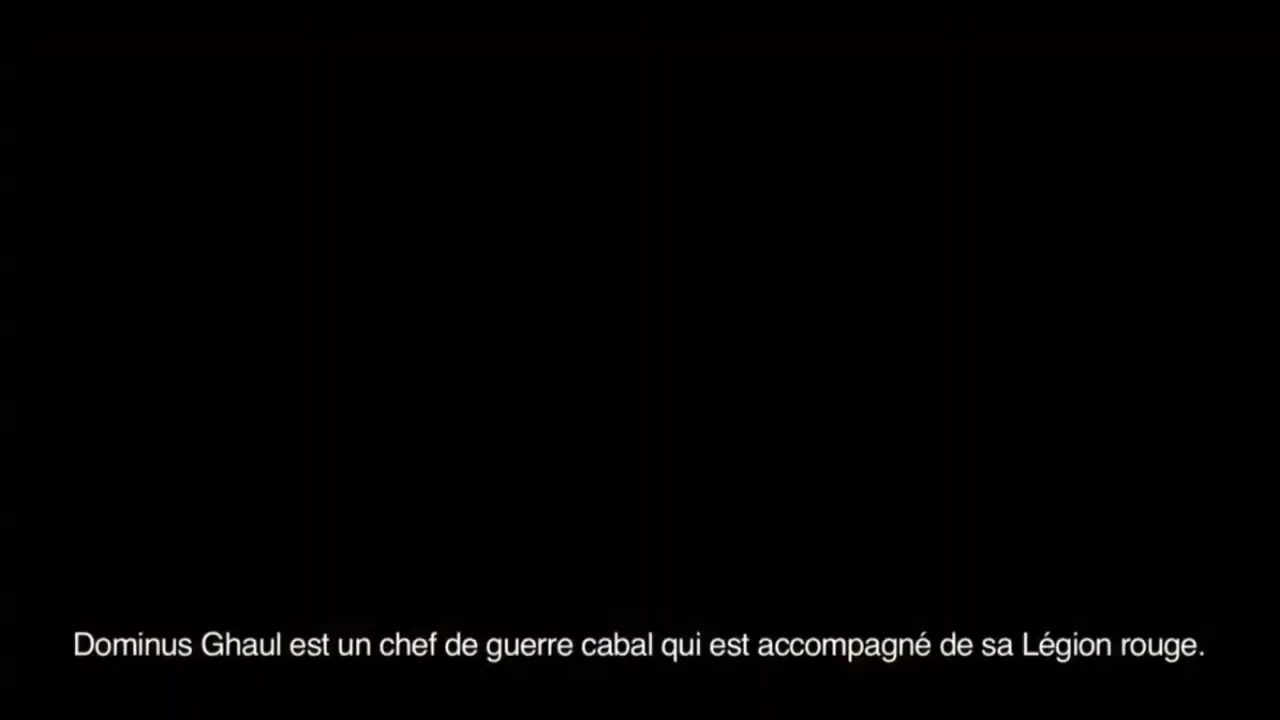 Dominus Ghaul est un chef de guerre cabal qui est accompagné de sa Légion rouge.